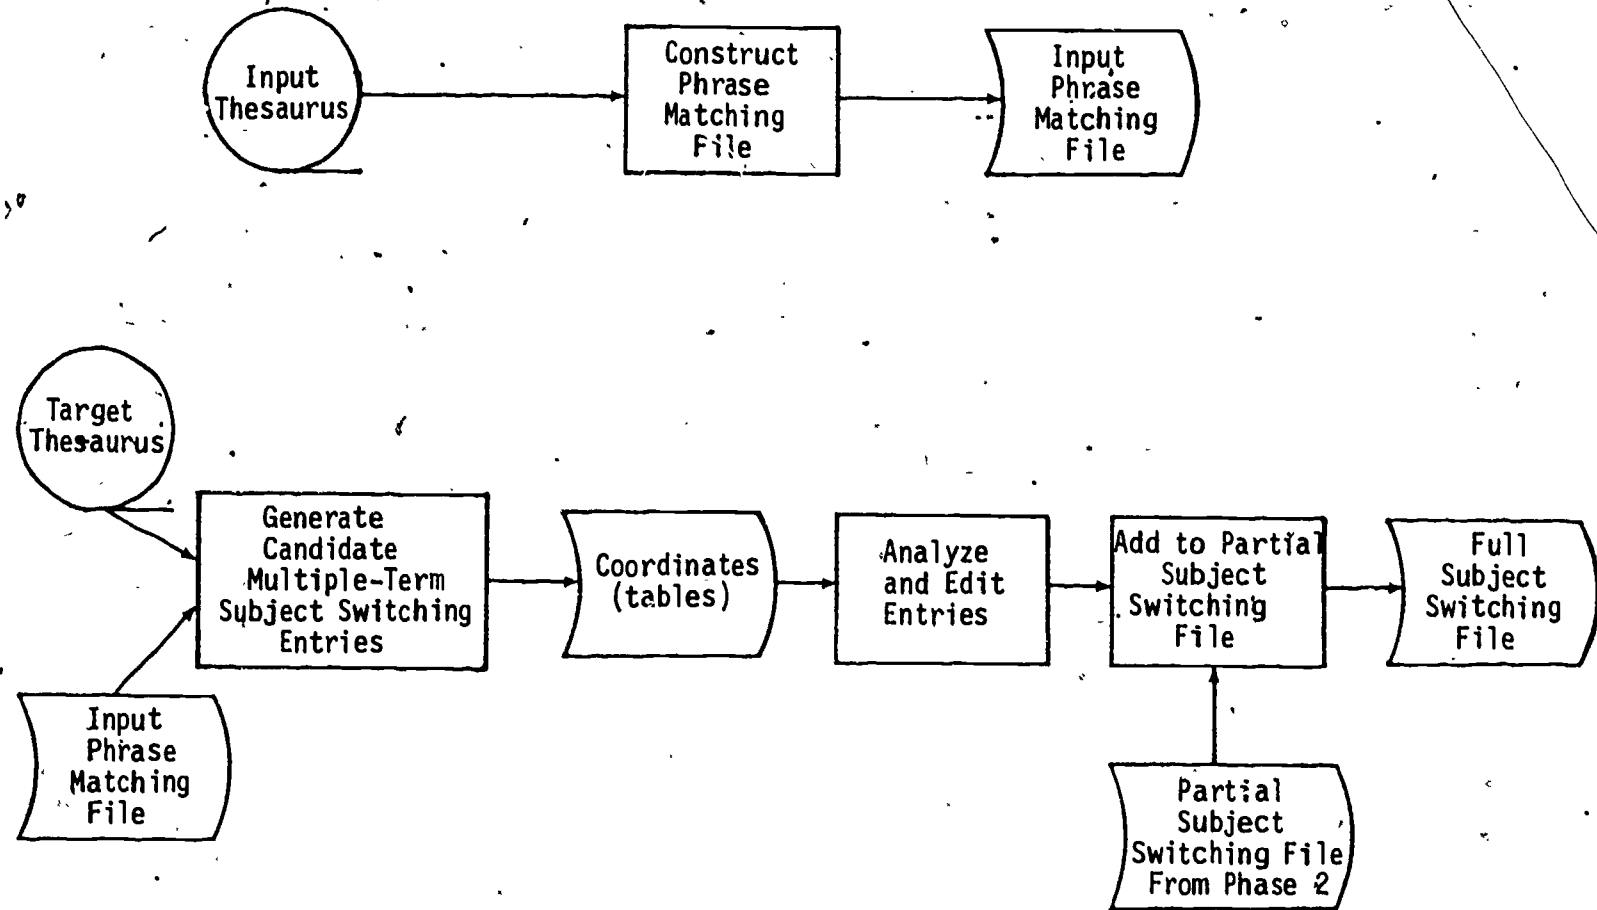 Input
Thesaurus
Construct
Phrase
Matching
File
Input
Phrase
Matching
File
Target
Thesaurus
Generate
Candidate
Multiple-Term
Subject Switching
Entries
Coordinates
(tables)
Analyze
and Edit
Entries
Add to Partial
Subject
Switching
File
Full
Subject
Switching
File
Input
Phrase
Matching
File
Partial
Subject
Switching File
From Phase 2